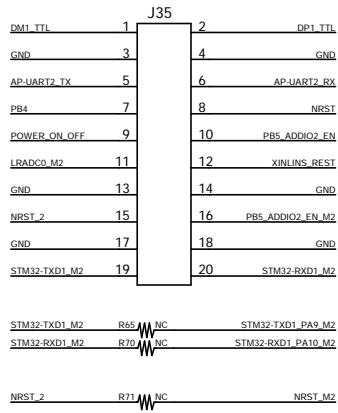 J35
DM1_TTL 1 2 DP1_TTL
GND 3 4 GND
AP-UART2_TX 5 6 AP-UART2_RX
PB4 7 8 NRST
POWER_ON_OFF 9 10 PB5_ADDIO2_EN
LRADC0_M2 11 12 XINLINS_REST
GND 13 14 GND
NRST_2 15 16 PB5_ADDIO2_EN_M2
GND 17 18 GND
STM32-TXD1_M2 19 20 STM32-RXD1_M2
STM32-TXD1_M2 R65 NC STM32-TXD1_PA9_M2
STM32-RXD1_M2 R70 NC STM32-RXD1_PA10_M2
NRST_2 R71 NC NRST_M2